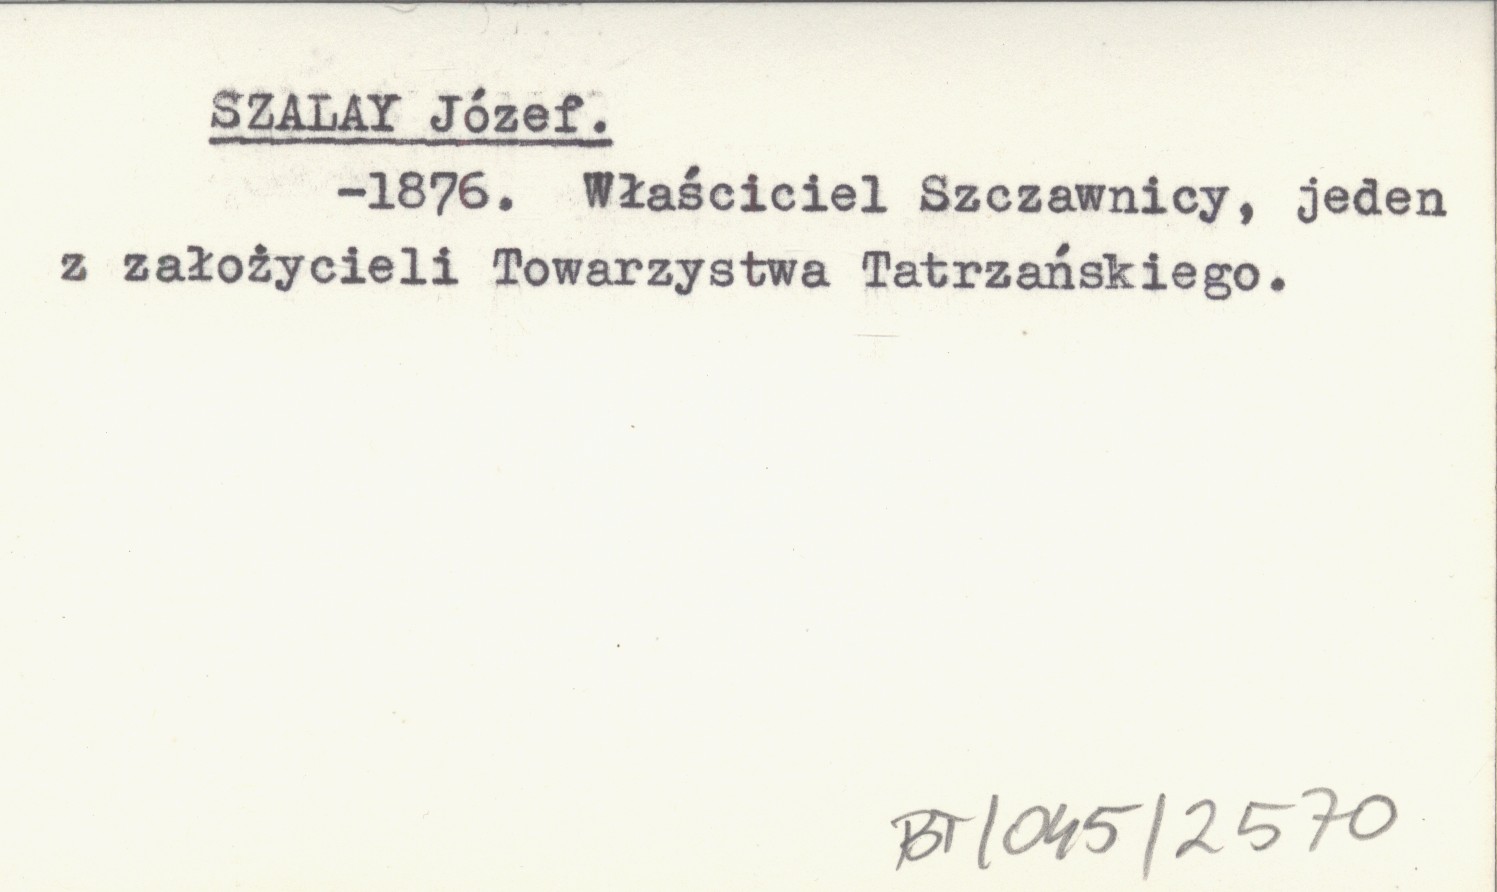 SZALAY Józef.
-1876. Właściciel Szczawnicy, jeden
z założycieli Towarzystwa Tatrzańskiego.
BT/045/2570